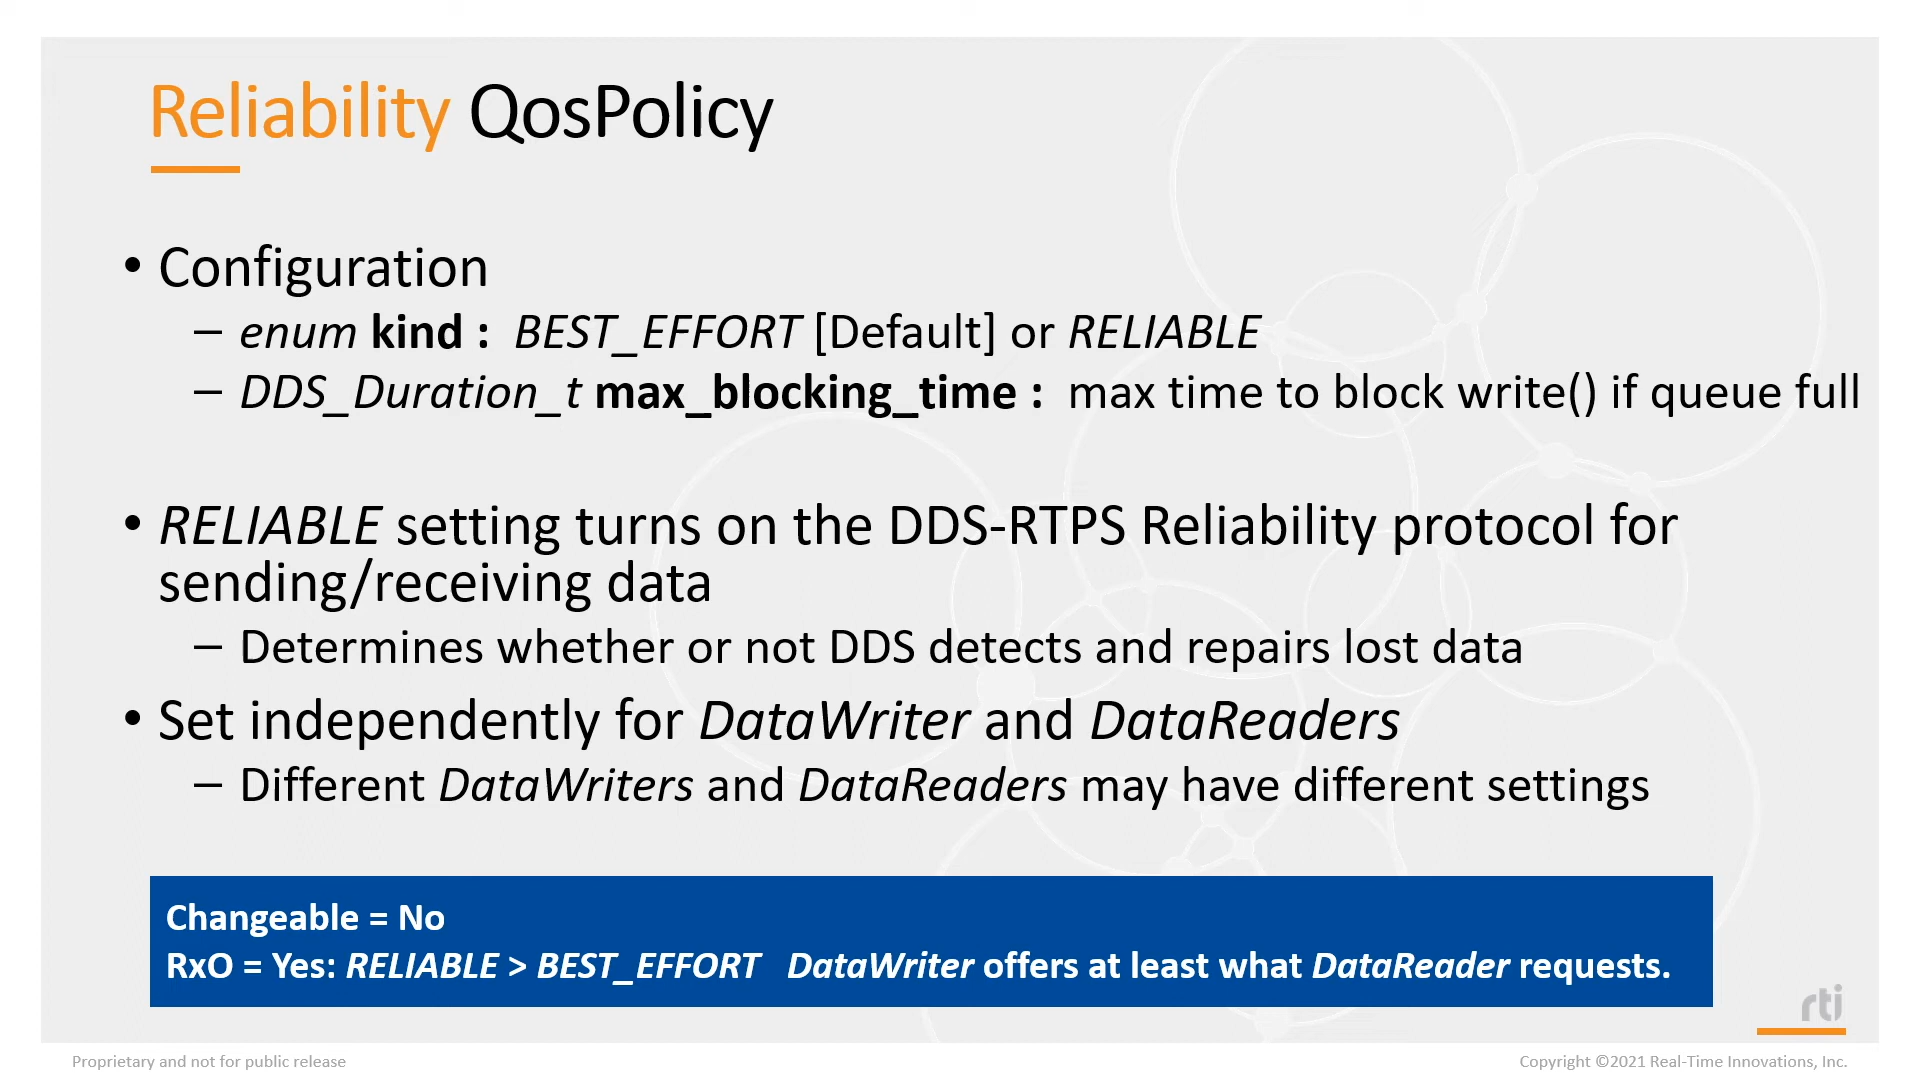 Reliability QosPolicy
• Configuration
– enum kind : BEST_EFFORT [Default] or RELIABLE
– DDS_Duration_t max_blocking_time : max time to block write() if queue full
• RELIABLE setting turns on the DDS-RTPS Reliability protocol for
sending/receiving data
– Determines whether or not DDS detects and repairs lost data
• Set independently for DataWriter and DataReaders
– Different DataWriters and DataReaders may have different settings
Changeable = No
RxO = Yes: RELIABLE > BEST_EFFORT DataWriter offers at least what DataReader requests.
rti
Proprietary and not for public release
Copyright ©2021 Real-Time Innovations, Inc.